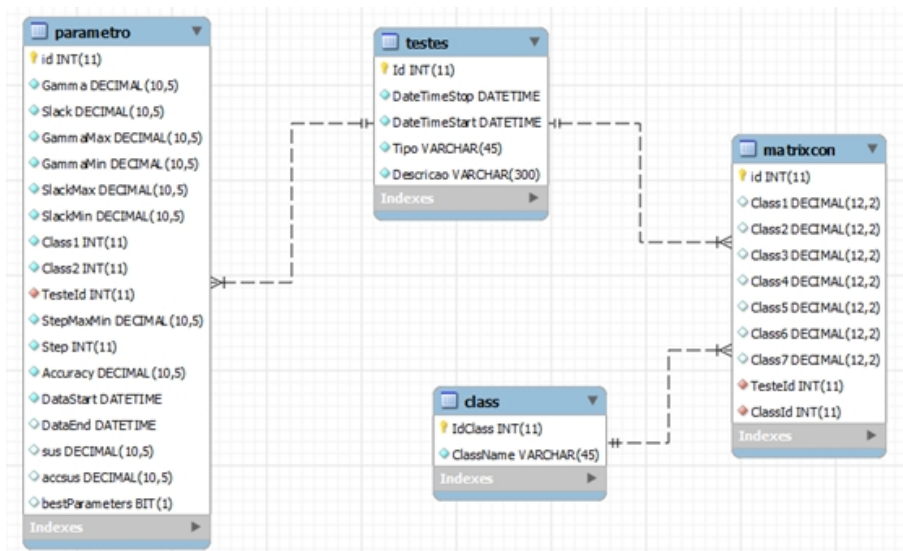 parametro
id INT(11)
Gamma DECIMAL(10,5)
Slack DECIMAL(10,5)
GammaMax DECIMAL(10,5)
GammaMin DECIMAL(10,5)
SlackMax DECIMAL(10,5)
SlackMin DECIMAL(10,5)
Class1 INT(11)
Class2 INT(11)
TesteId INT(11)
StepMaxMin DECIMAL(10,5)
Step INT(11)
Accuracy DECIMAL(10,5)
DataStart DATETIME
DataEnd DATETIME
sus DECIMAL(10,5)
accsus DECIMAL(10,5)
bestParameters BIT(1)
Indexes
testes
Id INT(11)
DateTimeStop DATETIME
DateTimeStart DATETIME
Tipo VARCHAR(45)
Descricao VARCHAR(300)
Indexes
class
IdClass INT(11)
ClassName VARCHAR(45)
Indexes
matrixcon
id INT(11)
Class1 DECIMAL(12,2)
Class2 DECIMAL(12,2)
Class3 DECIMAL(12,2)
Class4 DECIMAL(12,2)
Class5 DECIMAL(12,2)
Class6 DECIMAL(12,2)
Class7 DECIMAL(12,2)
TesteId INT(11)
ClassId INT(11)
Indexes